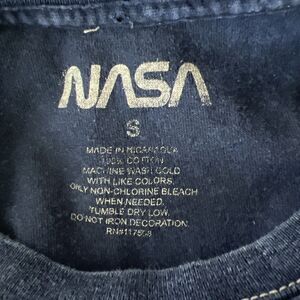 NASA
S
MADE IN NICARAGUA
100% COTTON
MACHINE WASH COLD
WITH LIKE COLORS.
ONLY NON-CHLORINE BLEACH
WHEN NEEDED.
TUMBLE DRY LOW.
DO NOT IRON DECORATION.